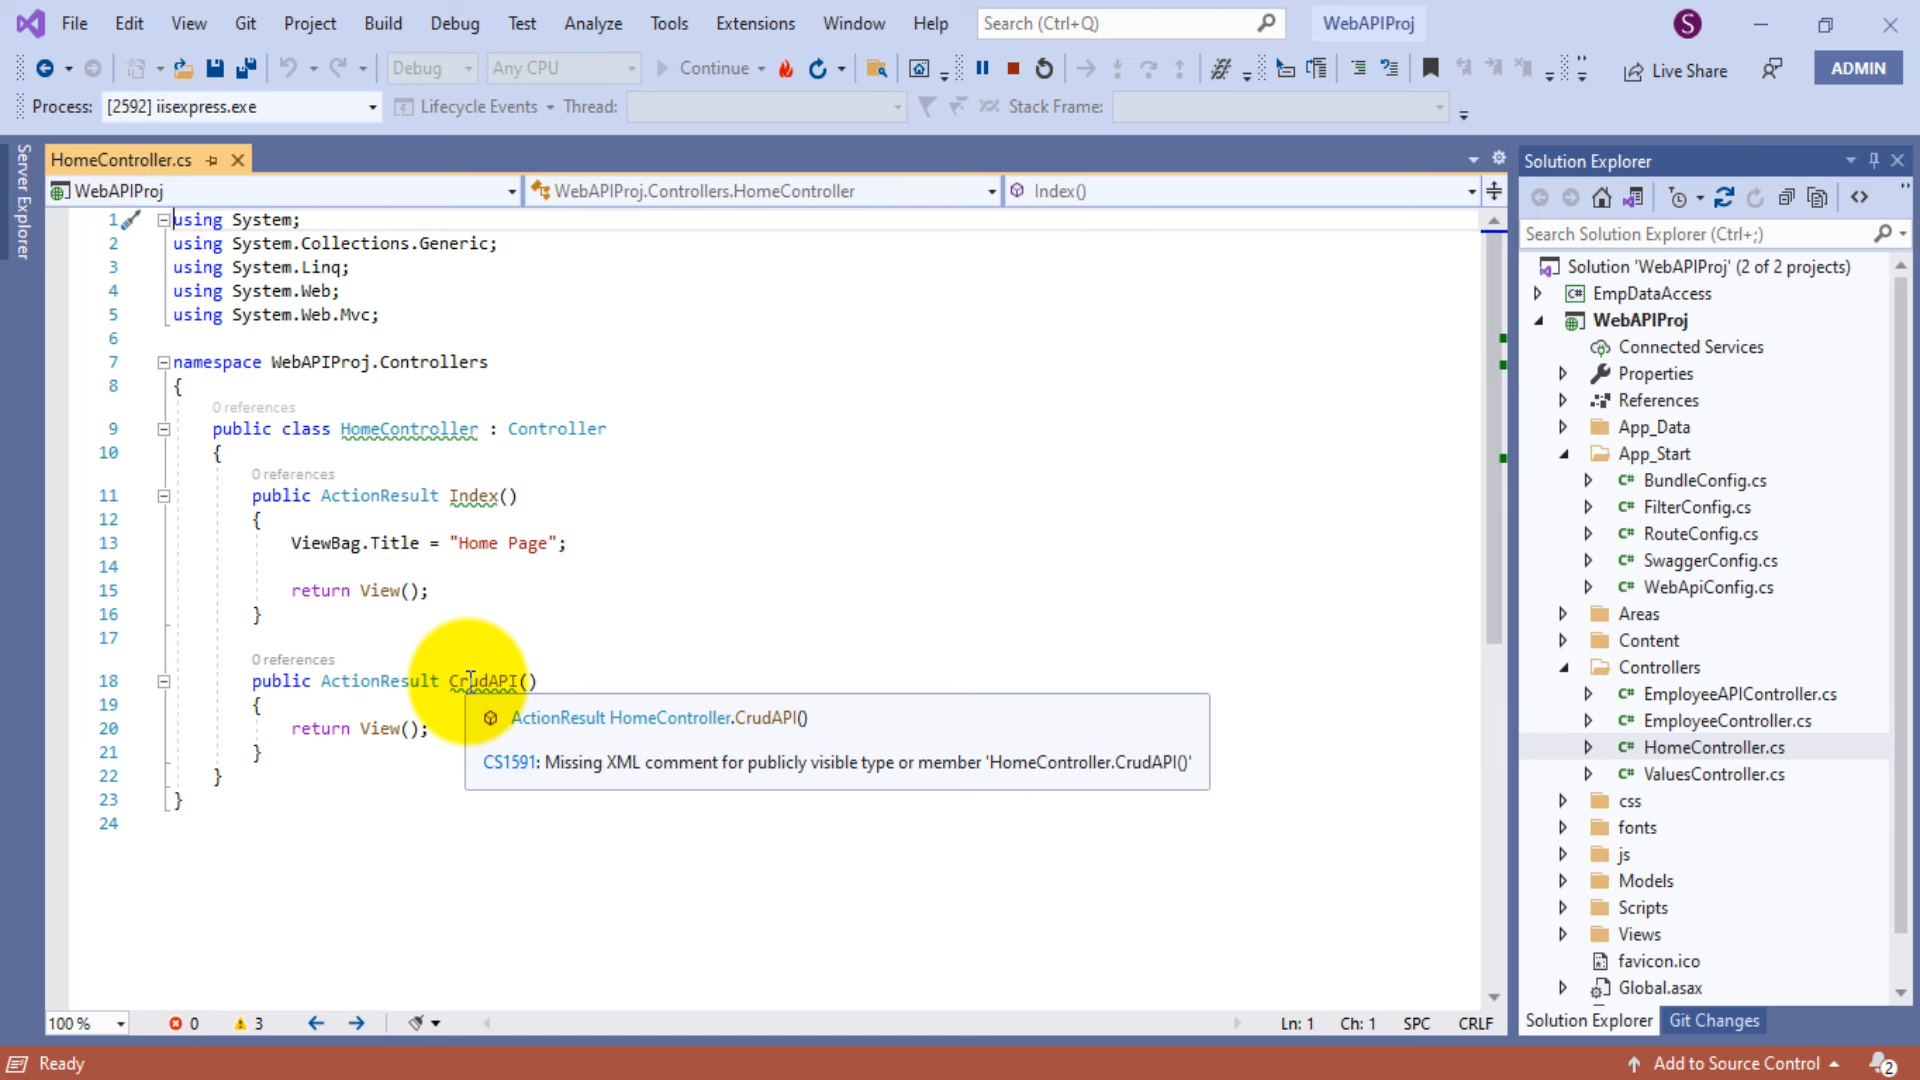 File Edit View Git Project Build Debug Test Analyze Tools Extensions Window Help Search (Ctrl+Q) WebAPIProj S
Debug Any CPU Continue Live Share ADMIN
Process: [2592] iisexpress.exe Lifecycle Events Thread: Stack Frame:
Server Explorer
HomeController.cs
WebAPIProj WebAPIProj.Controllers.HomeController Index()
1 using System;
2 using System.Collections.Generic;
3 using System.Linq;
4 using System.Web;
5 using System.Web.Mvc;
6
7 namespace WebAPIProj.Controllers
8 {
0 references
9 public class HomeController : Controller
10 {
0 references
11 public ActionResult Index()
12 {
13 ViewBag.Title = "Home Page";
14
15 return View();
16 }
17
0 references
18 public ActionResult CrudAPI()
19 {
20 return View();
21 }
22 }
23 }
24
ActionResult HomeController.CrudAPI()
CS1591: Missing XML comment for publicly visible type or member 'HomeController.CrudAPI()'
100 % 0 3 Ln: 1 Ch: 1 SPC CRLF
Solution Explorer
Search Solution Explorer (Ctrl+;)
Solution 'WebAPIProj' (2 of 2 projects)
C# EmpDataAccess
WebAPIProj
Connected Services
Properties
References
App_Data
App_Start
C# BundleConfig.cs
C# FilterConfig.cs
C# RouteConfig.cs
C# SwaggerConfig.cs
C# WebApiConfig.cs
Areas
Content
Controllers
C# EmployeeAPIController.cs
C# EmployeeController.cs
C# HomeController.cs
C# ValuesController.cs
css
fonts
js
Models
Scripts
Views
favicon.ico
Global.asax
Solution Explorer Git Changes
Ready Add to Source Control 2